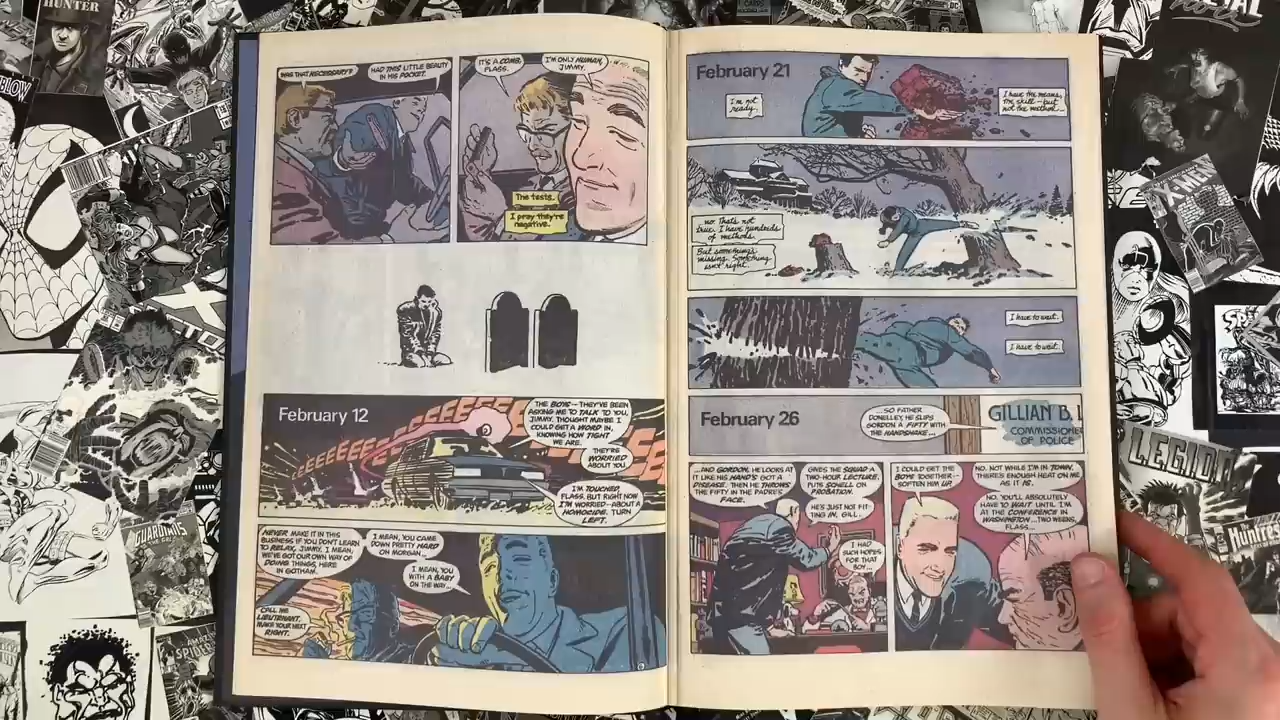 HUNTER
BLOW
WAS THAT NECESSARY?
HAD THIS LITTLE BEAUTY
IN HIS POCKET.
IT'S A COMB,
FLASS.
I'M ONLY HUMAN,
JIMMY.
The tests.
I pray they're
negative.
February 12
THE BOYS--THEY'VE BEEN
ASKING ME TO TALK TO YOU,
JIMMY. THOUGHT MAYBE I
COULD GET A WORD IN,
KNOWING HOW TIGHT
WE ARE.
THEY'RE
WORRIED
ABOUT YOU.
I'M TOUCHED,
FLASS. BUT RIGHT NOW
I'M WORRIED--ABOUT A
HOMOCIDE. TURN
LEFT.
NEVER MAKE IT IN THIS
BUSINESS IF YOU DON'T LEARN
TO RELAX, JIMMY. I MEAN,
WE'VE GOT OUR OWN WAY OF
DOING THINGS, HERE
IN GOTHAM.
I MEAN, YOU CAME
DOWN PRETTY HARD
ON MORGAN...
I MEAN, YOU
WITH A BABY
ON THE WAY...
CALL ME
LIEUTENANT.
MAKE YOUR NEXT
RIGHT.
February 21
I'm not
ready.
I have the means,
the skill--but
not the method...
... no. That's not
true. I have hundreds
of methods.
But something's
missing. Something
isn't right.
I have to wait.
I have to wait.
February 26
SO FATHER
DONELLEY, HE SLIPS
GORDON A FIFTY WITH
THE HANDSHAKE...
GILLIAN B. L
COMMISSIONER
OF POLICE
...AND GORDON, HE LOOKS AT
IT LIKE HIS HAND'S GOT A
DISEASE. THEN HE THROWS
THE FIFTY IN THE PADRE'S
FACE.
GIVES THE SQUAD A
TWO-HOUR LECTURE.
PUTS SCHELL ON
PROBATION.
HE'S JUST NOT FIT-
TING IN, GILL.
I HAD
SUCH HOPES
FOR THAT
BOY...
I COULD GET THE
BOYS TOGETHER--
SOFTEN HIM UP.
NO. NOT WHILE I'M IN TOWN.
THERE'S ENOUGH HEAT ON ME
AS IT IS.
NO. YOU'LL ABSOLUTELY
HAVE TO WAIT UNTIL I'M
AT THE CONFERENCE IN
WASHINGTON... TWO WEEKS,
FLASS...
X-MEN
LEGION